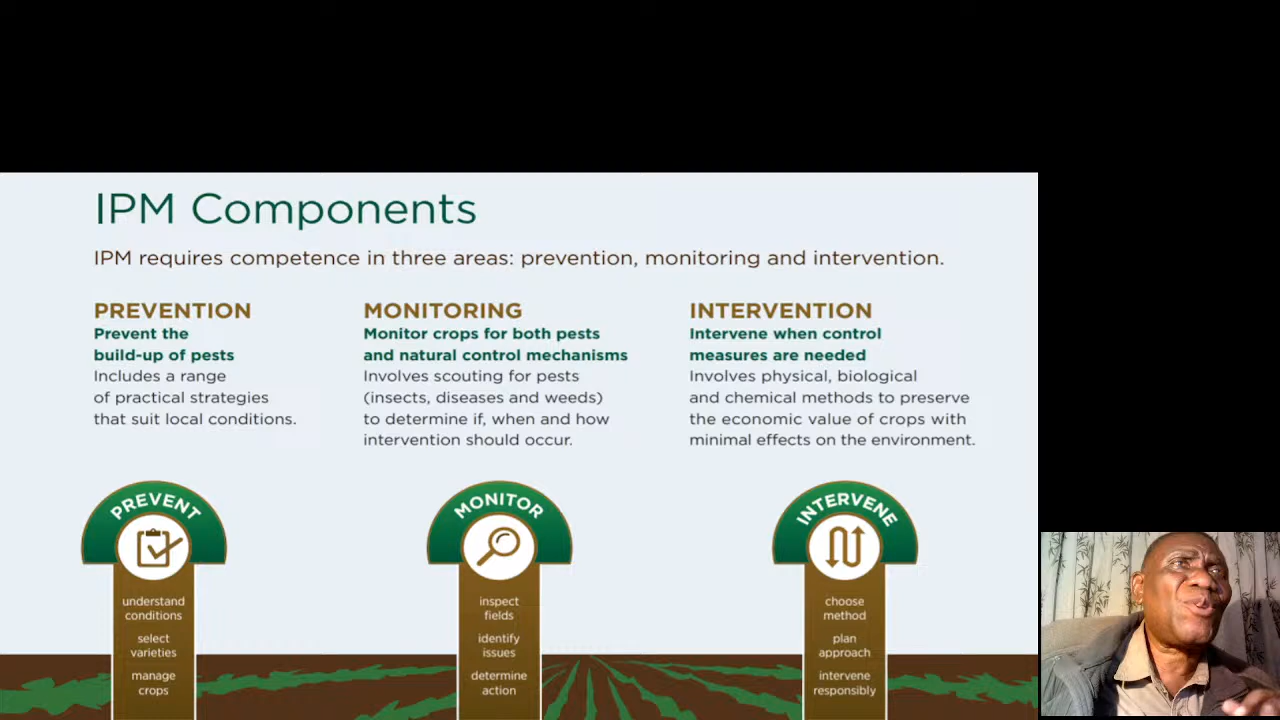 IPM Components
IPM requires competence in three areas: prevention, monitoring and intervention.
PREVENTION
Prevent the
build-up of pests
Includes a range
of practical strategies
that suit local conditions.
MONITORING
Monitor crops for both pests
and natural control mechanisms
Involves scouting for pests
(insects, diseases and weeds)
to determine if, when and how
intervention should occur.
INTERVENTION
Intervene when control
measures are needed
Involves physical, biological
and chemical methods to preserve
the economic value of crops with
minimal effects on the environment.
PREVENT
understand
conditions
select
varieties
manage
crops
MONITOR
inspect
fields
identify
issues
determine
action
INTERVENE
choose
method
plan
approach
intervene
responsibly